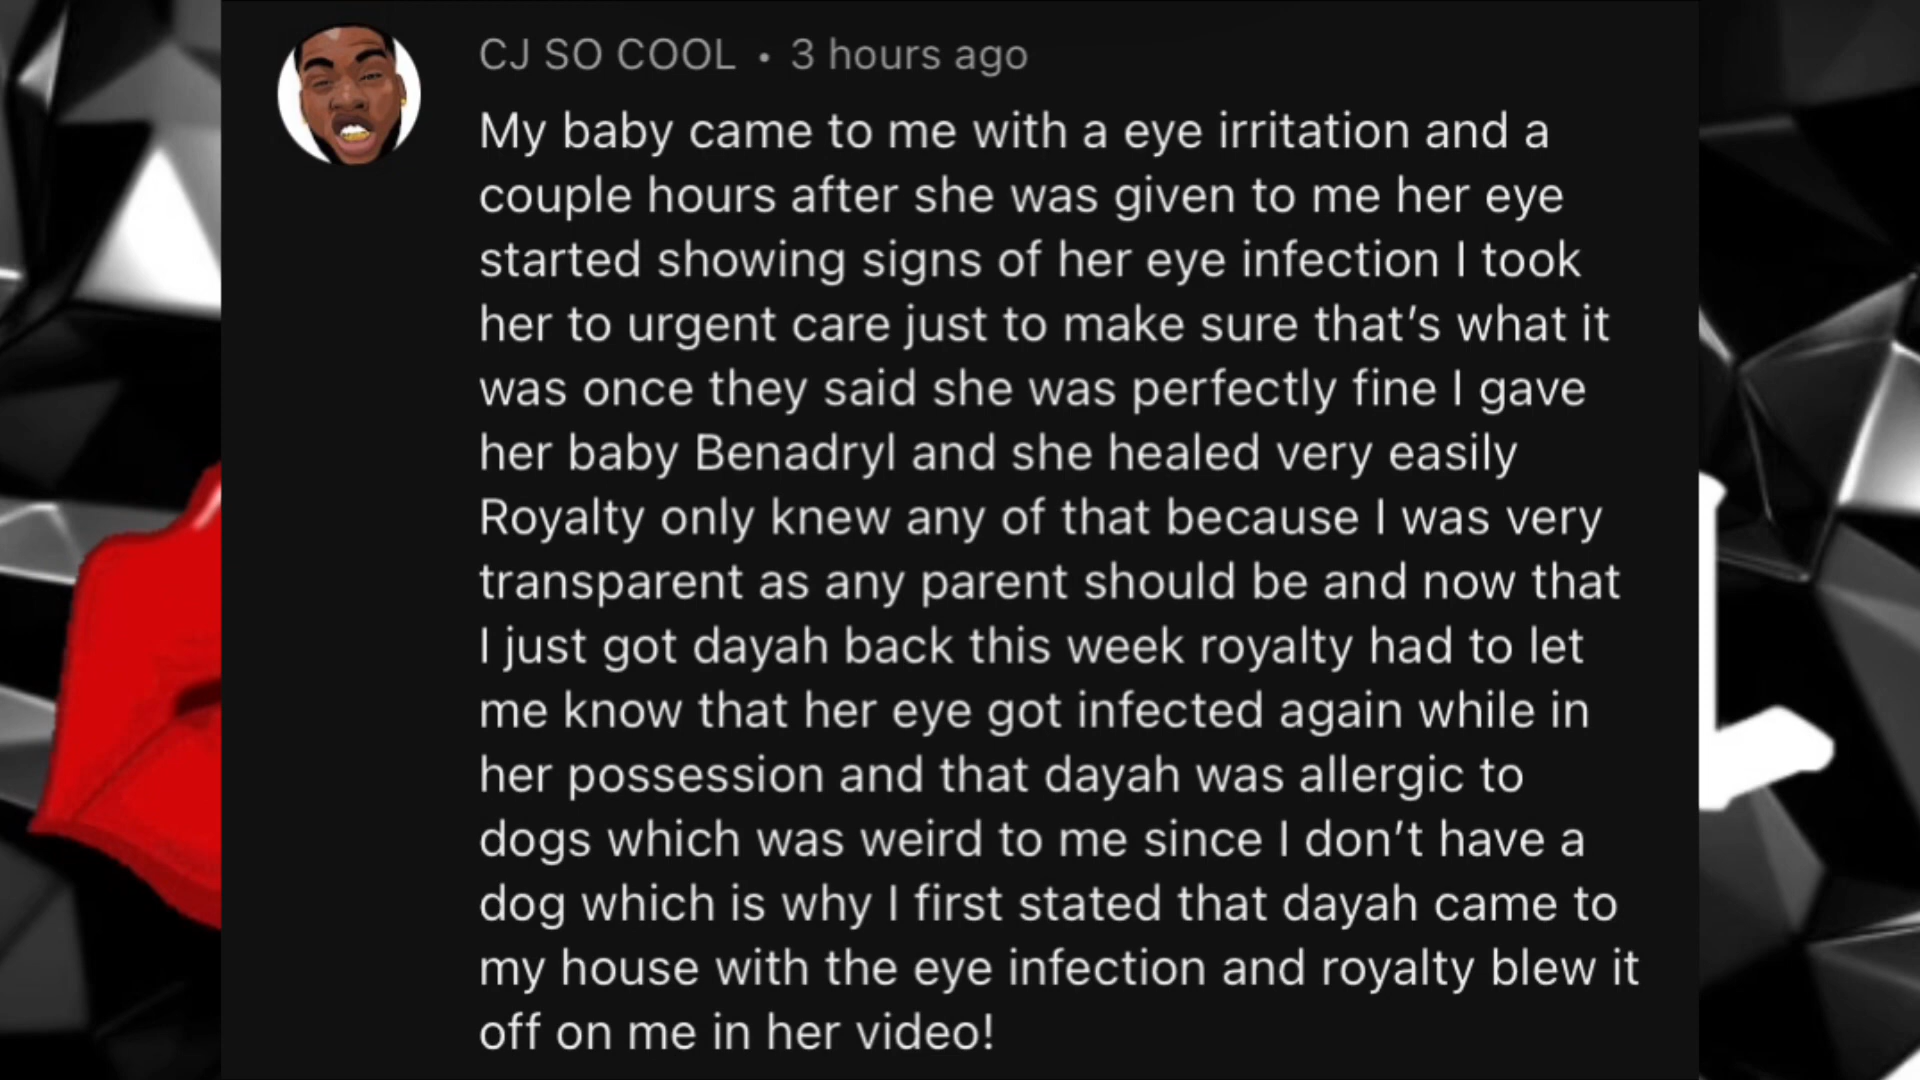 CJ SO COOL • 3 hours ago
My baby came to me with a eye irritation and a
couple hours after she was given to me her eye
started showing signs of her eye infection I took
her to urgent care just to make sure that’s what it
was once they said she was perfectly fine I gave
her baby Benadryl and she healed very easily
Royalty only knew any of that because I was very
transparent as any parent should be and now that
I just got dayah back this week royalty had to let
me know that her eye got infected again while in
her possession and that dayah was allergic to
dogs which was weird to me since I don’t have a
dog which is why I first stated that dayah came to
my house with the eye infection and royalty blew it
off on me in her video!